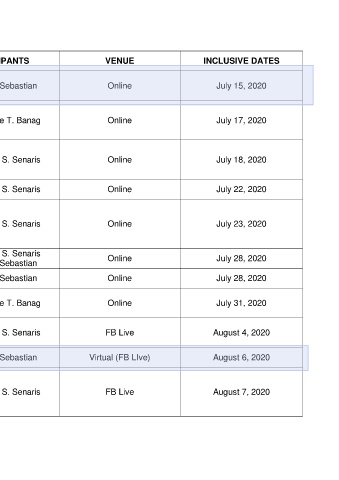 IPANTS VENUE INCLUSIVE DATES
Sebastian Online July 15, 2020
e T. Banag Online July 17, 2020
S. Senaris Online July 18, 2020
S. Senaris Online July 22, 2020
S. Senaris Online July 23, 2020
S. Senaris
Sebastian Online July 28, 2020
Sebastian Online July 28, 2020
e T. Banag Online July 31, 2020
S. Senaris FB Live August 4, 2020
Sebastian Virtual (FB LIve) August 6, 2020
S. Senaris FB Live August 7, 2020